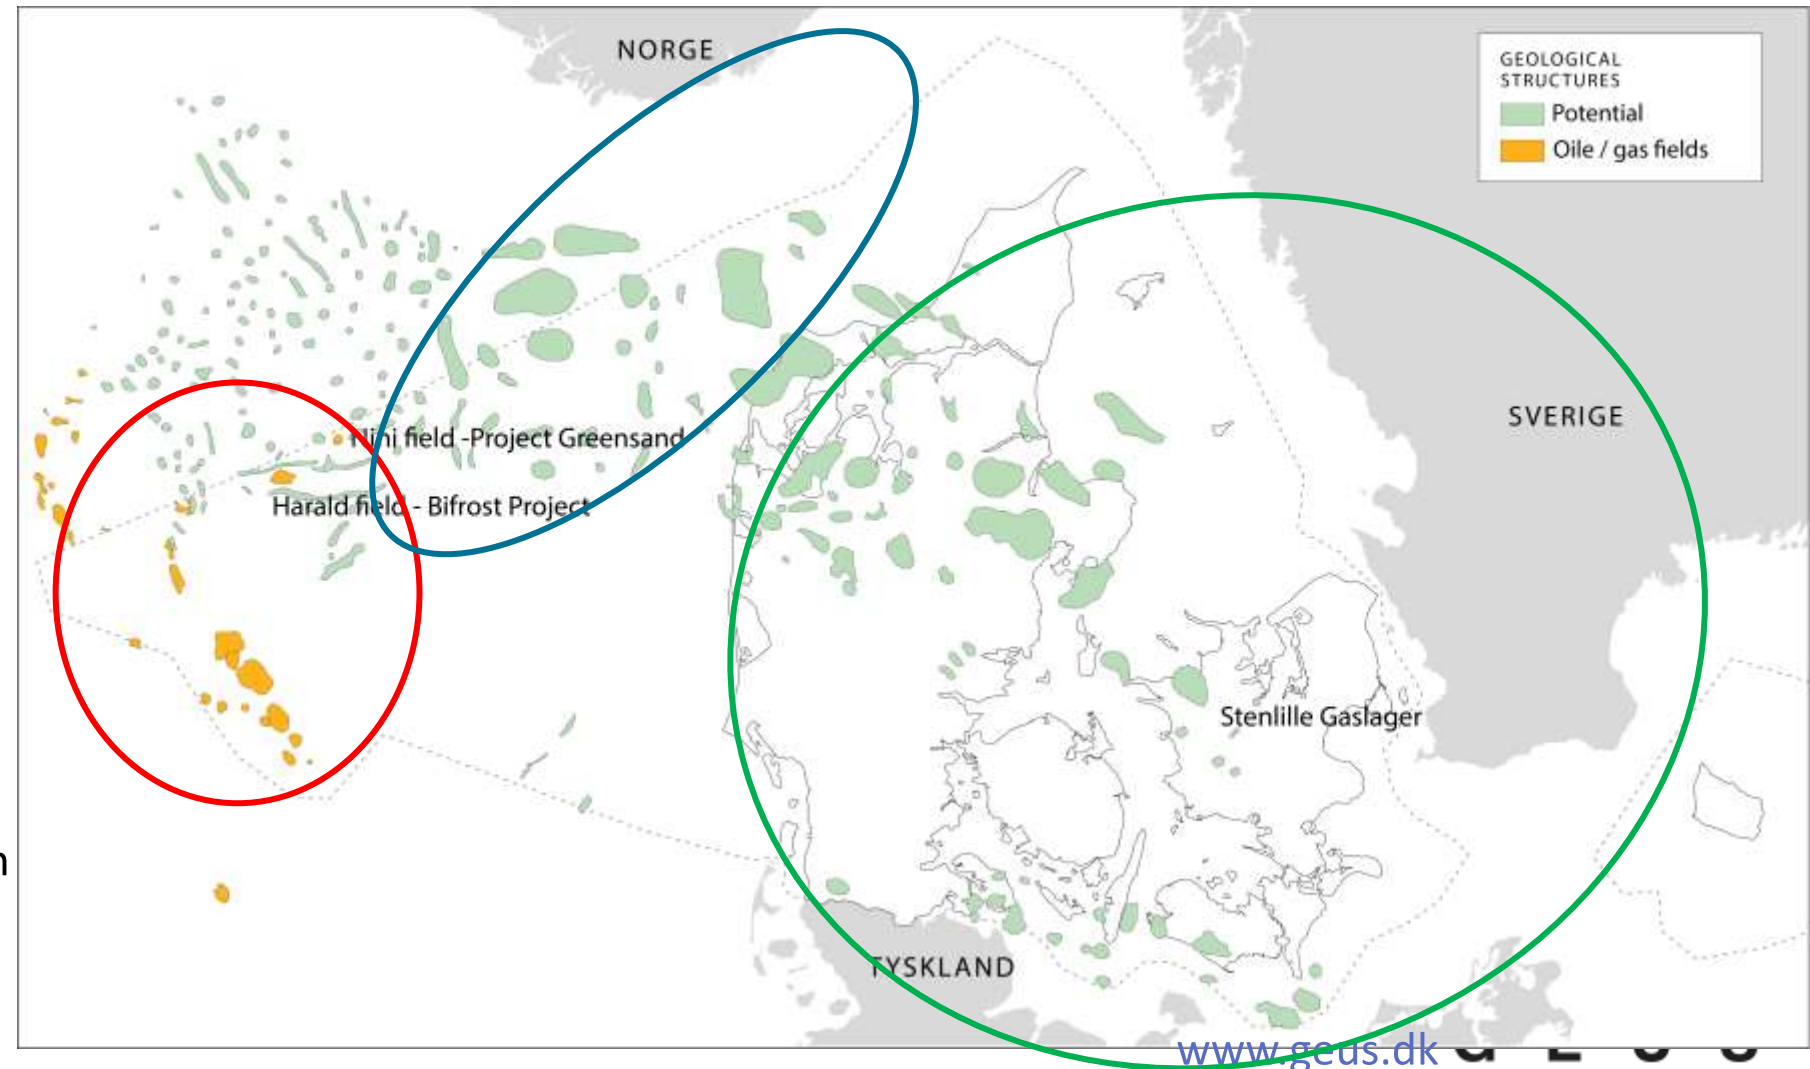 NORGE
GEOLOGICAL
STRUCTURES
Potential
Oile / gas fields
SVERIGE
field -Project Greensand
Harald field - Bifrost Project
Stenlille Gaslager
n
TYSKLAND
www.geus.dk